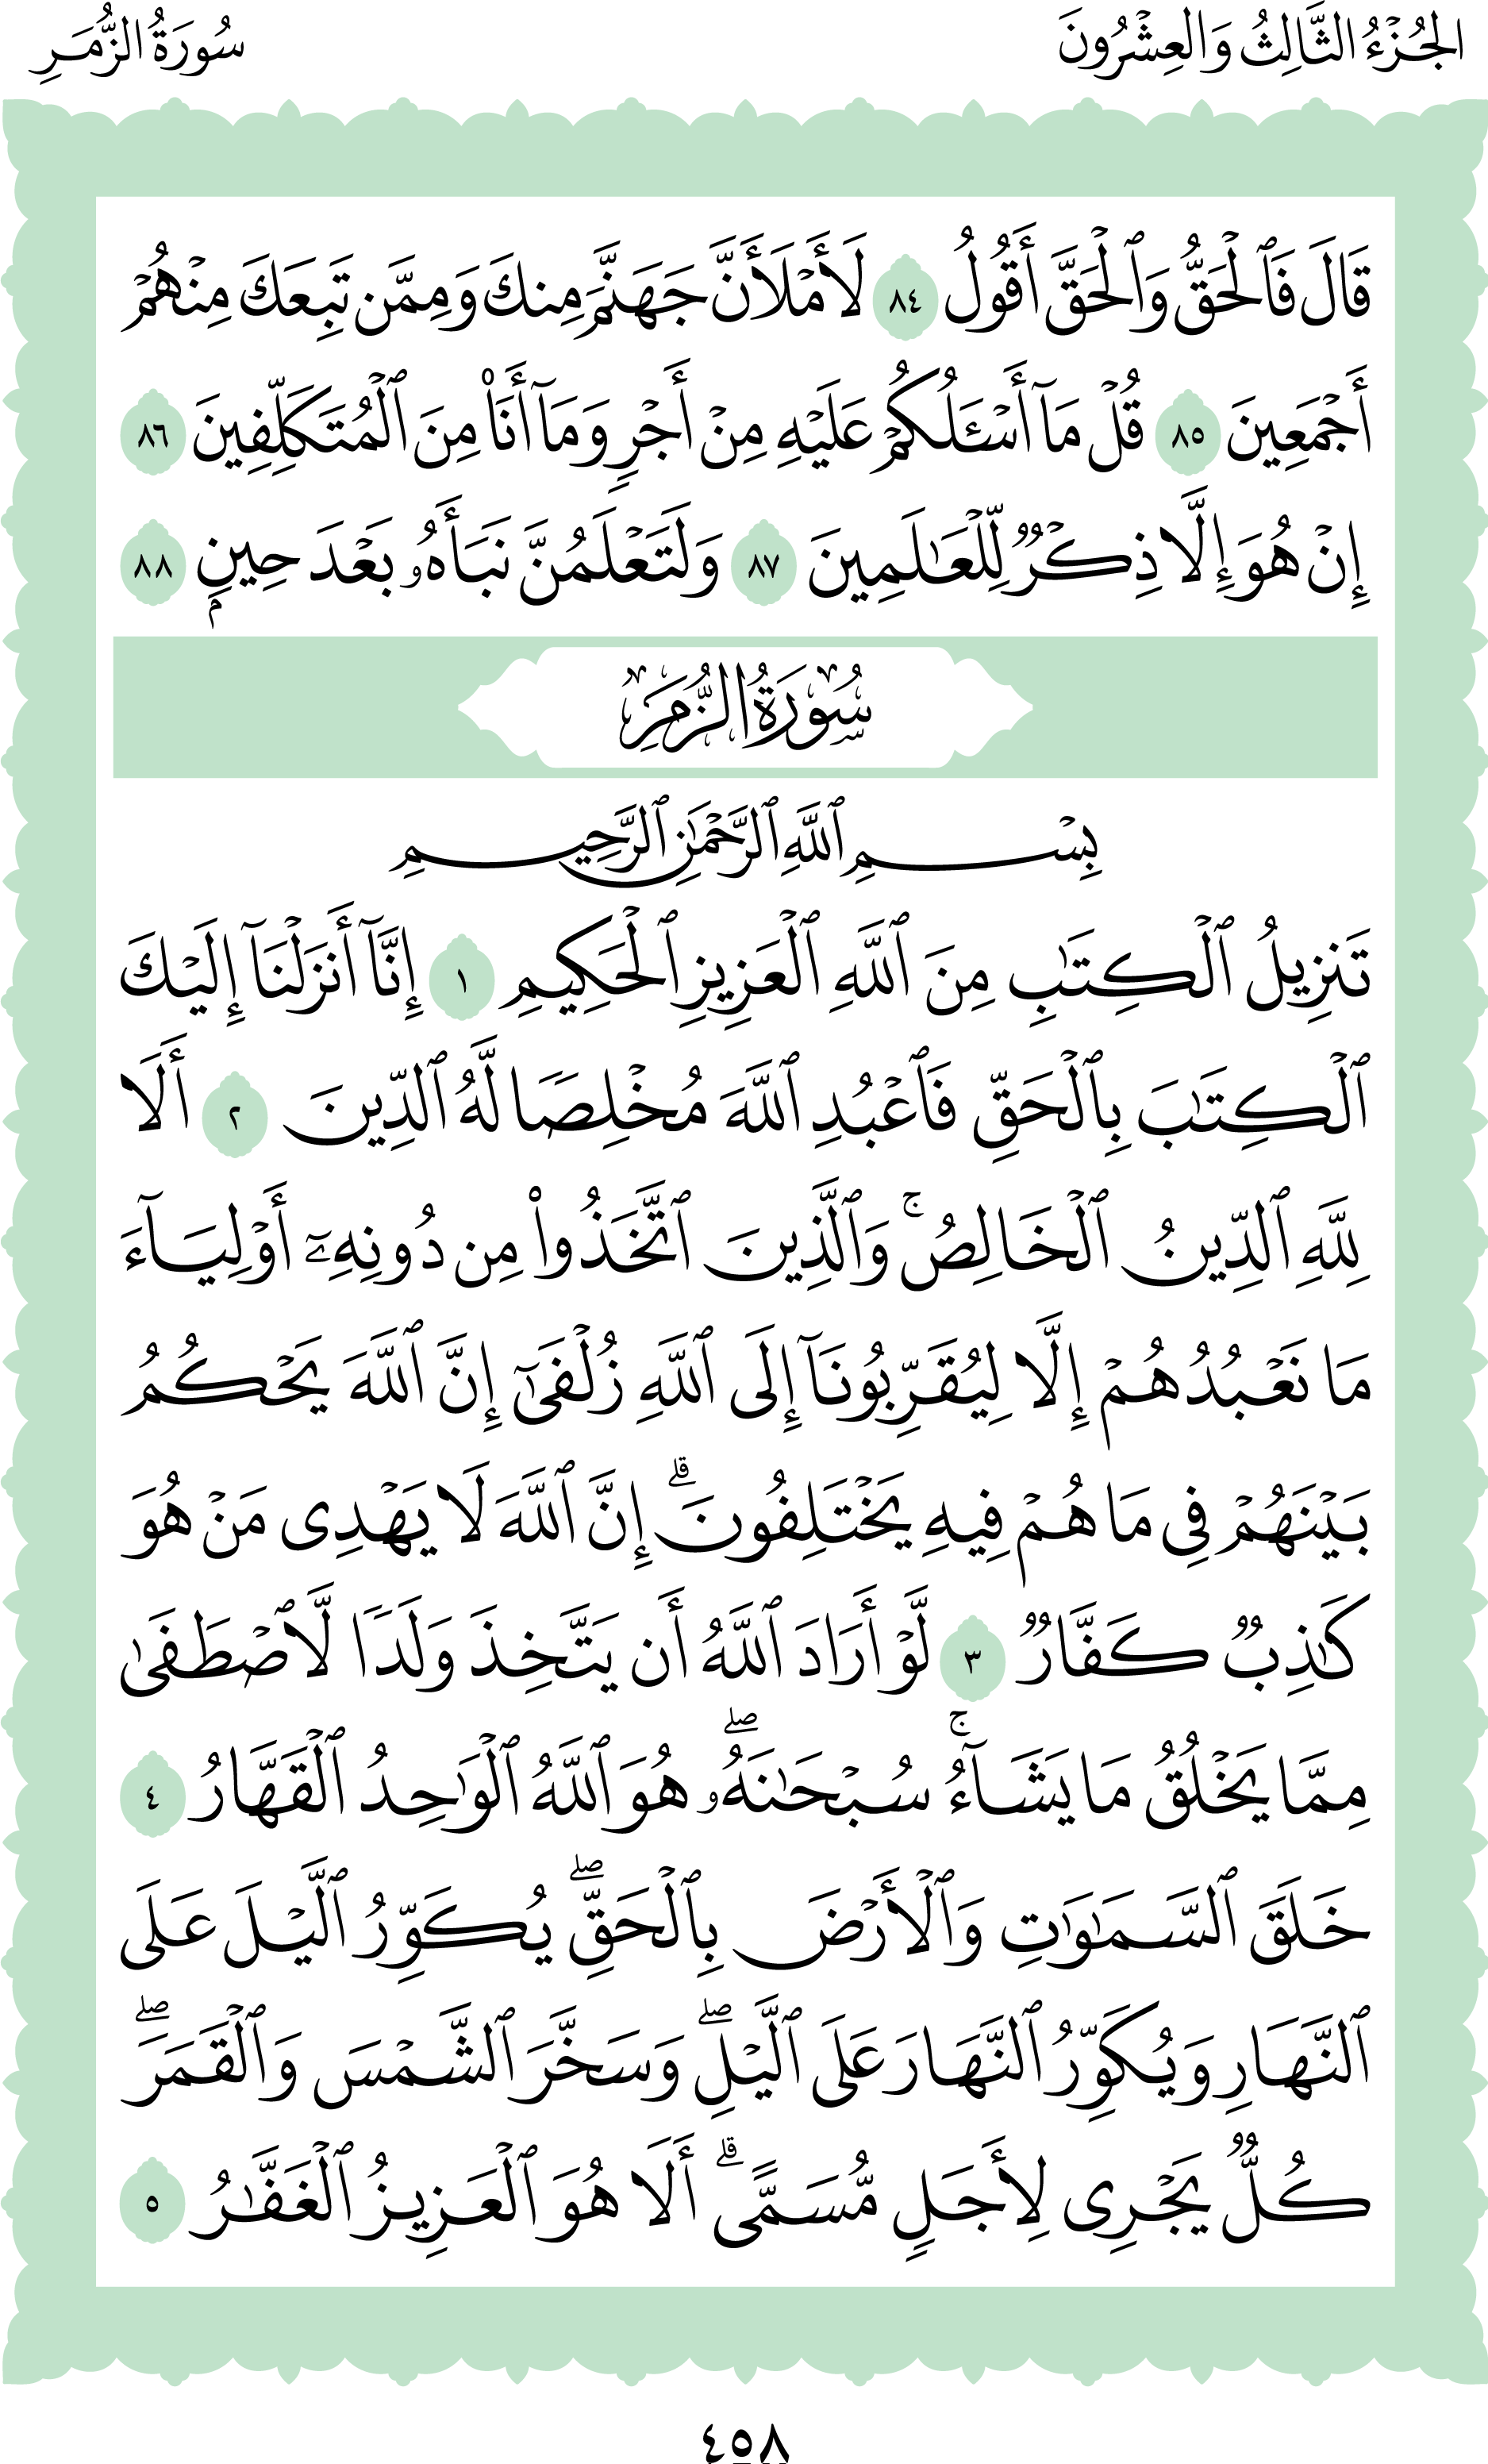 الجُزْءُ الثَّالِثُ وَالعِشْرُونَ
سُورَةُ الزُّمَرِ
قَالَ فَٱلْحَقُّ وَٱلْحَقَّ أَقُولُ ٨٤ لَأَمْلَأَنَّ جَهَنَّمَ مِنكَ وَمِمَّن تَبِعَكَ مِنْهُمْ
أَجْمَعِينَ ٨٥ قُلْ مَآ أَسْـَٔلُكُمْ عَلَيْهِ مِنْ أَجْرٍ وَمَآ أَنَا۠ مِنَ ٱلْمُتَكَلِّفِينَ ٨٦
إِنْ هُوَ إِلَّا ذِكْرٌ لِّلْعَـٰلَمِينَ ٨٧ وَلَتَعْلَمُنَّ نَبَأَهُۥ بَعْدَ حِينٍۭ ٨٨
سُورَةُ الزُّمَرِ
بِسْمِ ٱللَّهِ ٱلرَّحْمَـٰنِ ٱلرَّحِيمِ
تَنزِيلُ ٱلْكِتَـٰبِ مِنَ ٱللَّهِ ٱلْعَزِيزِ ٱلْحَكِيمِ ١ إِنَّآ أَنزَلْنَآ إِلَيْكَ
ٱلْكِتَـٰبَ بِٱلْحَقِّ فَٱعْبُدِ ٱللَّهَ مُخْلِصًا لَّهُ ٱلدِّينَ ٢ أَلَا
لِلَّهِ ٱلدِّينُ ٱلْخَالِصُ ۚ وَٱلَّذِينَ ٱتَّخَذُوا۟ مِن دُونِهِۦٓ أَوْلِيَآءَ
مَا نَعْبُدُهُمْ إِلَّا لِيُقَرِّبُونَآ إِلَى ٱللَّهِ زُلْفَىٰٓ إِنَّ ٱللَّهَ يَحْكُمُ
بَيْنَهُمْ فِى مَا هُمْ فِيهِ يَخْتَلِفُونَ ۗ إِنَّ ٱللَّهَ لَا يَهْدِى مَنْ هُوَ
كَـٰذِبٌ كَفَّارٌ ٣ لَّوْ أَرَادَ ٱللَّهُ أَن يَتَّخِذَ وَلَدًا لَّٱصْطَفَىٰ
مِمَّا يَخْلُقُ مَا يَشَآءُ ۚ سُبْحَـٰنَهُۥ ۖ هُوَ ٱللَّهُ ٱلْوَٰحِدُ ٱلْقَهَّارُ ٤
خَلَقَ ٱلسَّمَـٰوَٰتِ وَٱلْأَرْضَ بِٱلْحَقِّ ۖ يُكَوِّرُ ٱلَّيْلَ عَلَى
ٱلنَّهَارِ وَيُكَوِّرُ ٱلنَّهَارَ عَلَى ٱلَّيْلِ ۖ وَسَخَّرَ ٱلشَّمْسَ وَٱلْقَمَرَ ۖ
كُلٌّ يَجْرِى لِأَجَلٍ مُّسَمًّى ۗ أَلَا هُوَ ٱلْعَزِيزُ ٱلْغَفَّـٰرُ ٥
٤٥٨